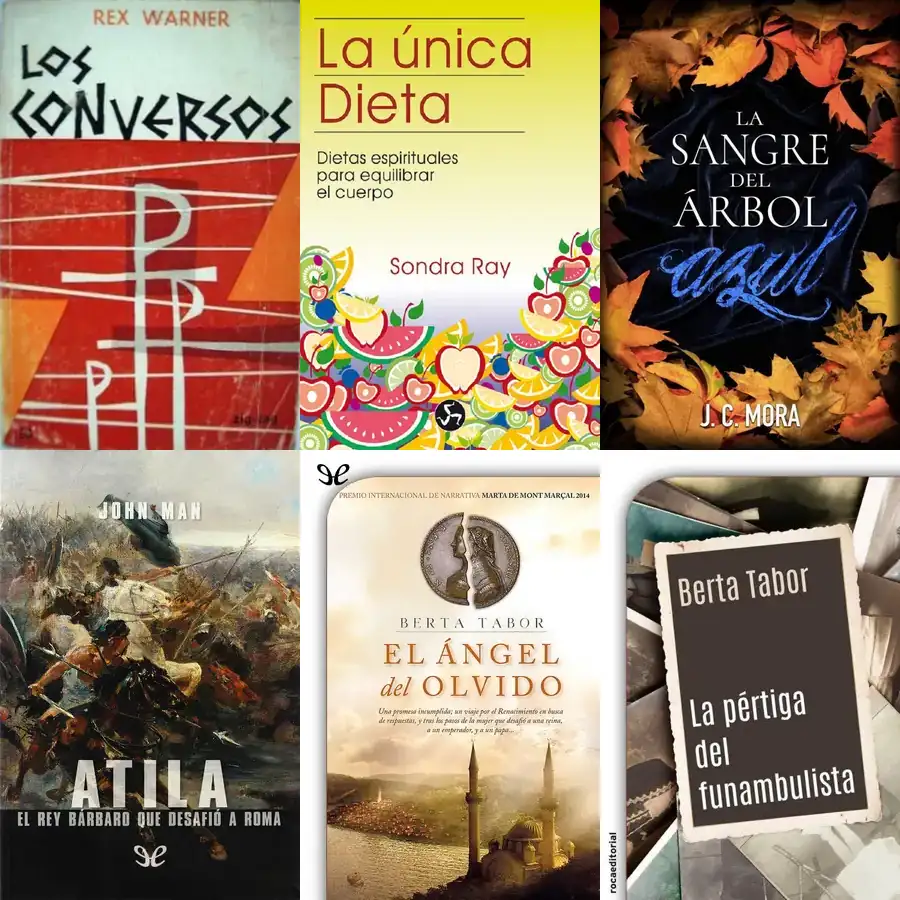 REX WARNER
LOS
CONVERSOS
ZIG-ZAG
La única
Dieta
Dietas espirituales
para equilibrar
el cuerpo
Sondra Ray
LA
SANGRE
DEL
ÁRBOL
azul
J. C. MORA
JOHN MAN
ATILA
EL REY BÁRBARO QUE DESAFIÓ A ROMA
PREMIO INTERNACIONAL DE NARRATIVA MARTA DE MONT MARÇAL 2014
BERTA TABOR
EL ÁNGEL
del OLVIDO
Una promesa incumplida; un viaje por el Renacimiento en busca
de respuestas, y tras los pasos de la mujer que desafió a una reina,
a un emperador, y a un papa...
Berta Tabor
La pértiga
del
funambulista
rocaeditorial